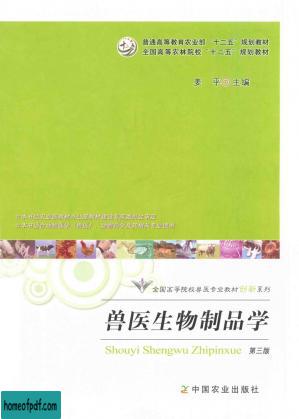 普通高等教育农业部"十二五"规划教材
全国高等农林院校"十二五"规划教材
姜 平◎主编
全国高等院校兽医专业教材创新系列
兽医生物制品学 第三版
Shouyi Shengwu Zhipinxue
中国农业出版社
homeofpdf.com
homeofpdf.com